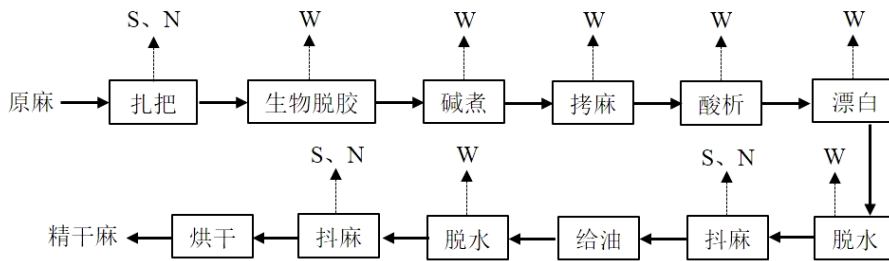 S、N W W W W W
原麻 扎把 生物脱胶 碱煮 拷麻 酸析 漂白
S、N W S、N W
精干麻 烘干 抖麻 脱水 给油 抖麻 脱水